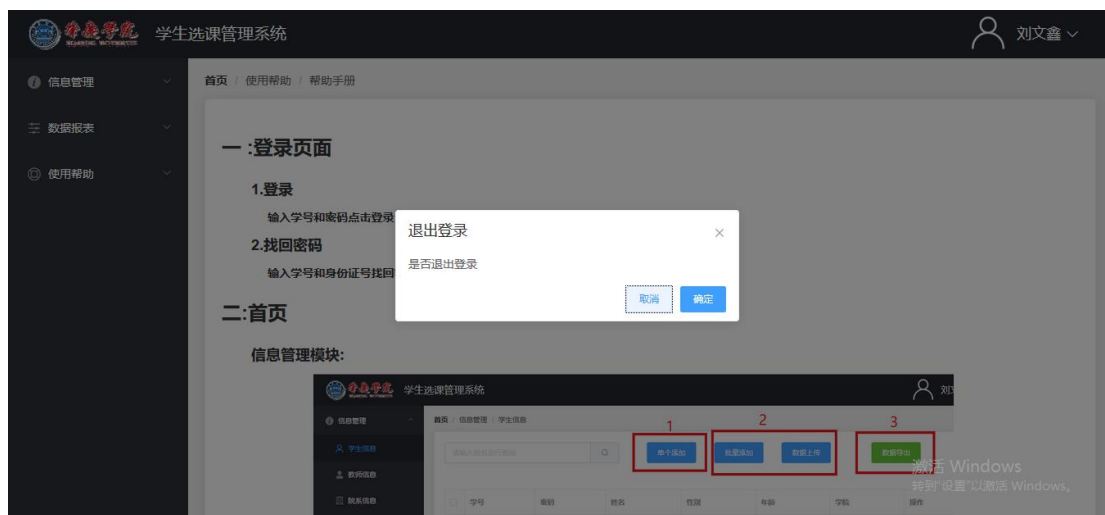 学生选课管理系统
刘文鑫
信息管理
数据报表
使用帮助
首页 / 使用帮助 / 帮助手册
一 :登录页面
1.登录
输入学号和密码点击登录
2.找回密码
输入学号和身份证号找回
退出登录
是否退出登录
取消 确定
二:首页
信息管理模块:
学生选课管理系统
信息管理
首页 / 信息管理 / 学生信息
1 2 3
单个添加 批量添加 数据上传 数据导出
学生信息
教师信息
院系信息
学号 密码 姓名 性别 年龄 学院 操作
激活 Windows
转到"设置"以激活 Windows。